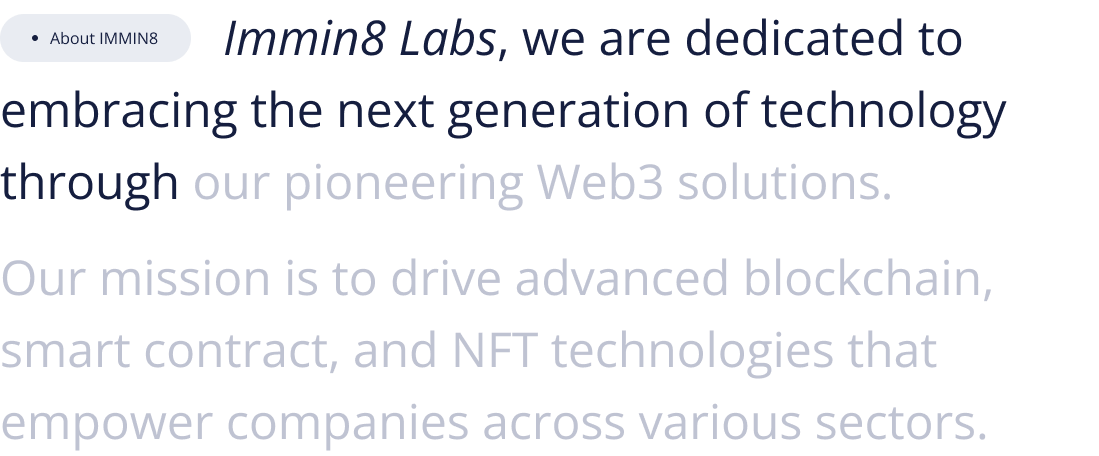 • About IMMIN8 Immin8 Labs, we are dedicated to
embracing the next generation of technology
through our pioneering Web3 solutions.
Our mission is to drive advanced blockchain,
smart contract, and NFT technologies that
empower companies across various sectors.